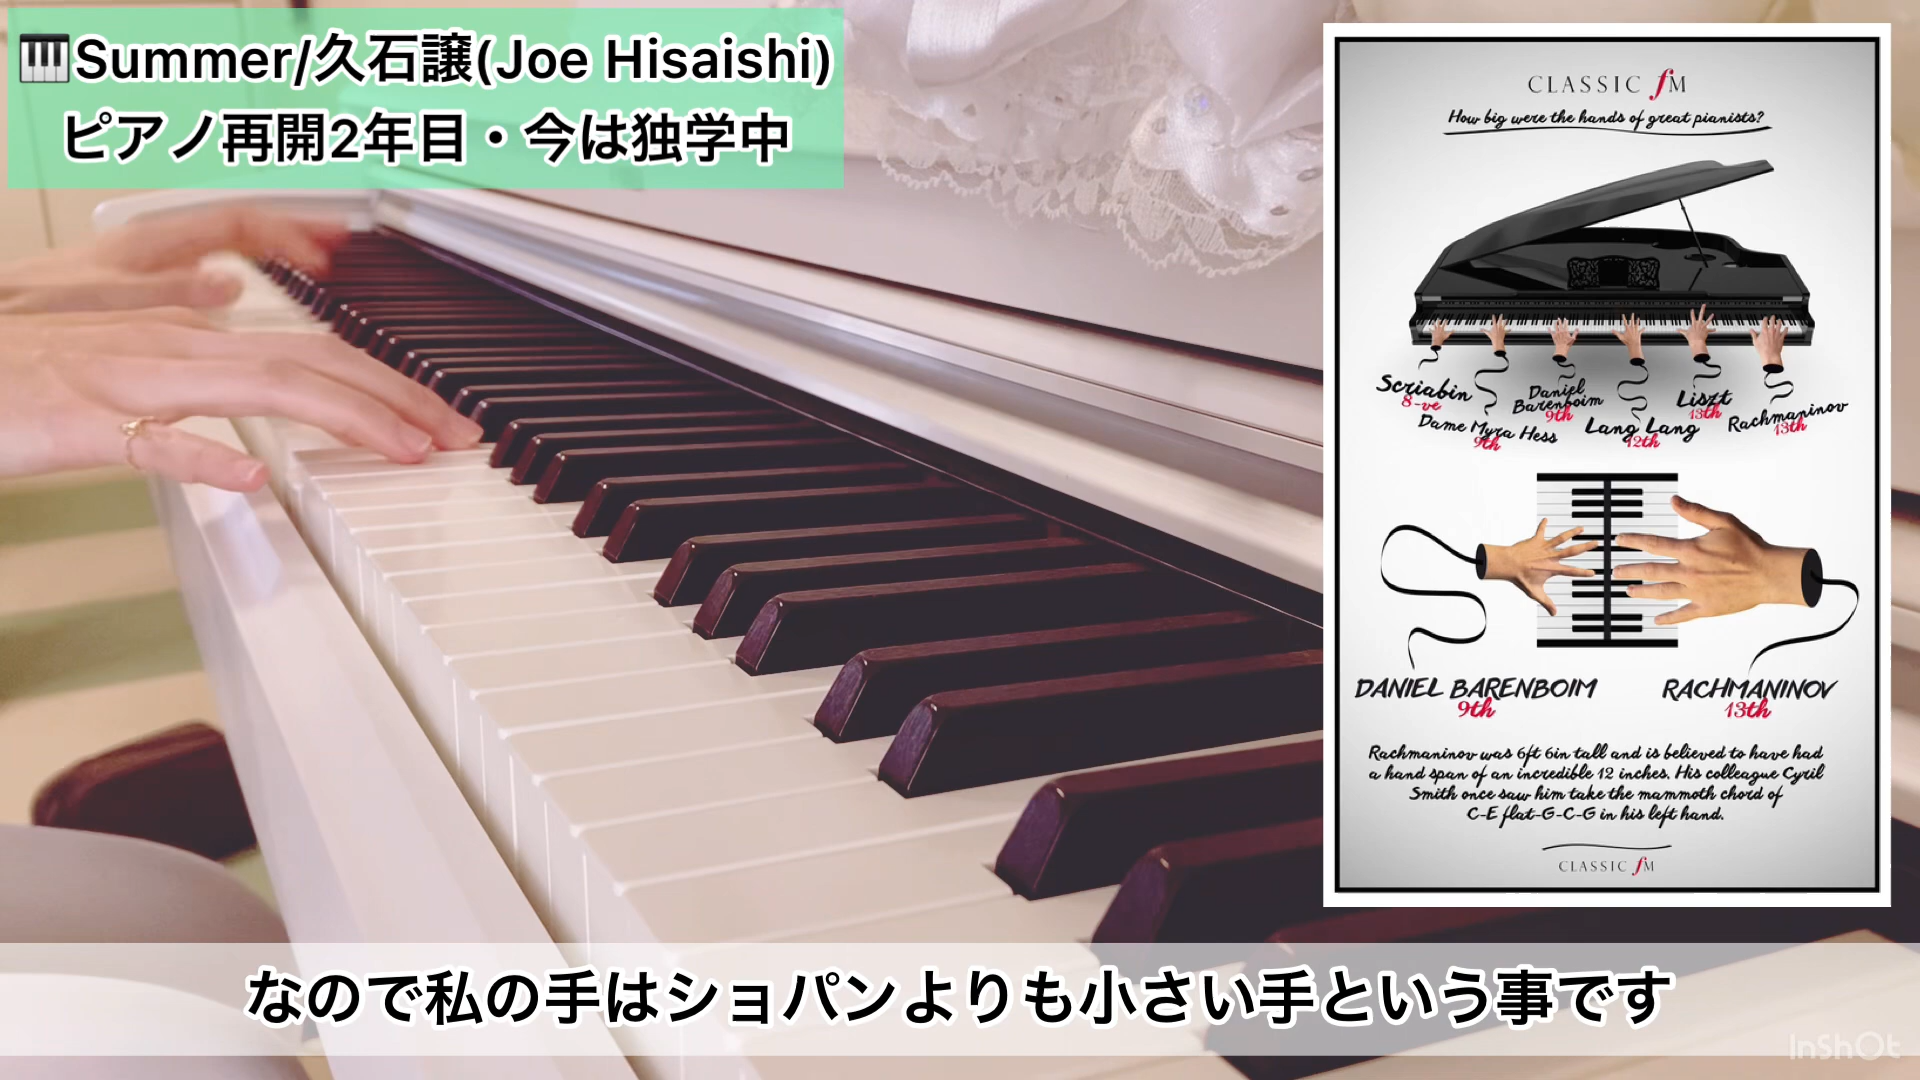 🎹Summer/久石譲(Joe Hisaishi)
ピアノ再開2年目・今は独学中
CLASSIC fM
How big were the hands of great pianists?
Scriabin
8-ve
Dame Myra Hess
9th
Daniel
Barenboim
9th
Lang Lang
12th
Liszt
13th
Rachmaninov
13th
DANIEL BARENBOIM
9th
RACHMANINOV
13th
Rachmaninov was 6ft 6in tall and is believed to have had
a hand span of an incredible 12 inches. His colleague Cyril
Smith once saw him take the mammoth chord of
C-E flat-G-C-G in his left hand.
CLASSIC fM
なので私の手はショパンよりも小さい手という事です
InShOt